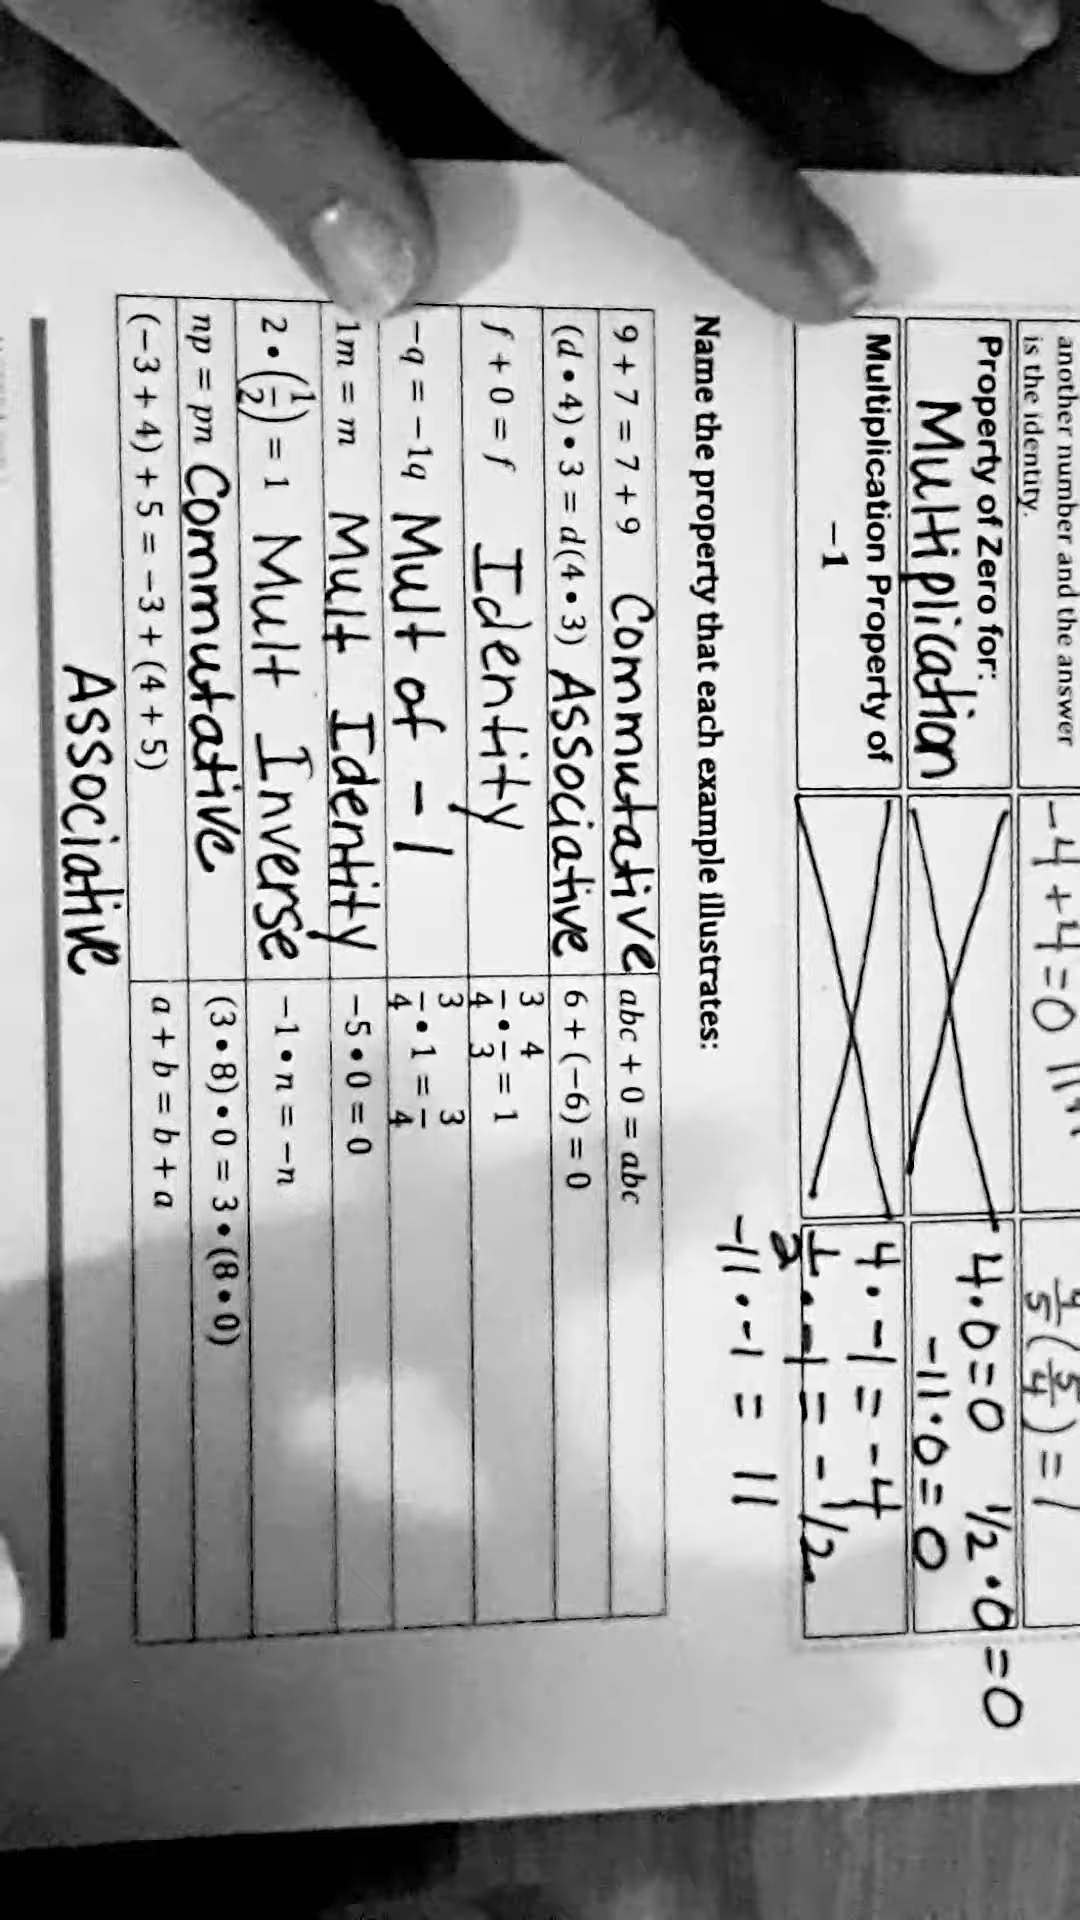 another number and the answer
is the identity.
-4 + 4 = 0
Property of Zero for:
Multiplication
4·0=0 1/2·0=0
-11·0=0
Multiplication Property of
−1
4·-1 = -4
1/2·-1 = -1/2
-11·-1 = 11
Name the property that each example illustrates:
9 + 7 = 7 + 9 Commutative
abc + 0 = abc
(d • 4) • 3 = d(4 • 3) Associative
6 + (−6) = 0
f + 0 = f Identity
3/4 • 4/3 = 1
−q = −1q Mult of -1
3/4 • 1 = 3/4
1m = m Mult Identity
−5 • 0 = 0
2 • (1/2) = 1 Mult Inverse
−1 • n = −n
np = pn Commutative
(3 • 8) • 0 = 3 • (8 • 0)
(−3 + 4) + 5 = −3 + (4 + 5)
a + b = b + a
Associative